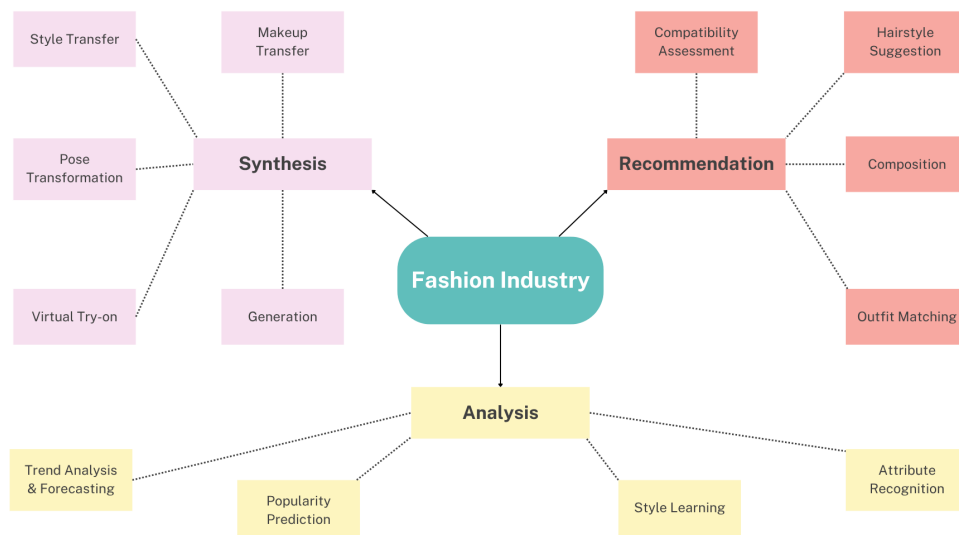 Style Transfer
Makeup
Transfer
Compatibility
Assessment
Hairstyle
Suggestion
Pose
Transformation
Synthesis
Recommendation
Composition
Fashion Industry
Virtual Try-on
Generation
Outfit Matching
Analysis
Trend Analysis
& Forecasting
Popularity
Prediction
Style Learning
Attribute
Recognition